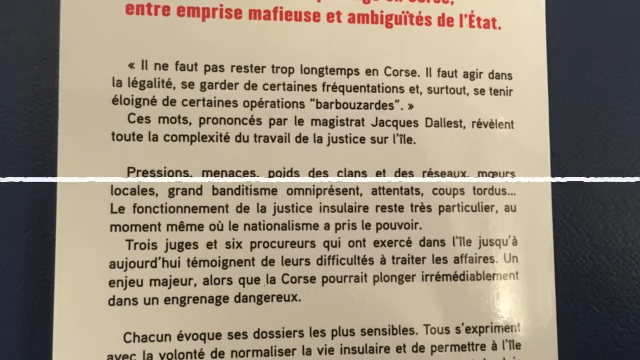 entre emprise mafieuse et ambiguïtés de l'État.
« Il ne faut pas rester trop longtemps en Corse. Il faut agir dans
la légalité, se garder de certaines fréquentations et, surtout, se tenir
éloigné de certaines opérations "barbouzardes". »
Ces mots, prononcés par le magistrat Jacques Dallest, révèlent
toute la complexité du travail de la justice sur l'île.
Pressions, menaces, poids des clans et des réseaux, mœurs
locales, grand banditisme omniprésent, attentats, coups tordus...
Le fonctionnement de la justice insulaire reste très particulier, au
moment même où le nationalisme a pris le pouvoir.
Trois juges et six procureurs qui ont exercé dans l'île jusqu'à
aujourd'hui témoignent de leurs difficultés à traiter les affaires. Un
enjeu majeur, alors que la Corse pourrait plonger irrémédiablement
dans un engrenage dangereux.
Chacun évoque ses dossiers les plus sensibles. Tous s'expriment
avec la volonté de normaliser la vie insulaire et de permettre à l'île